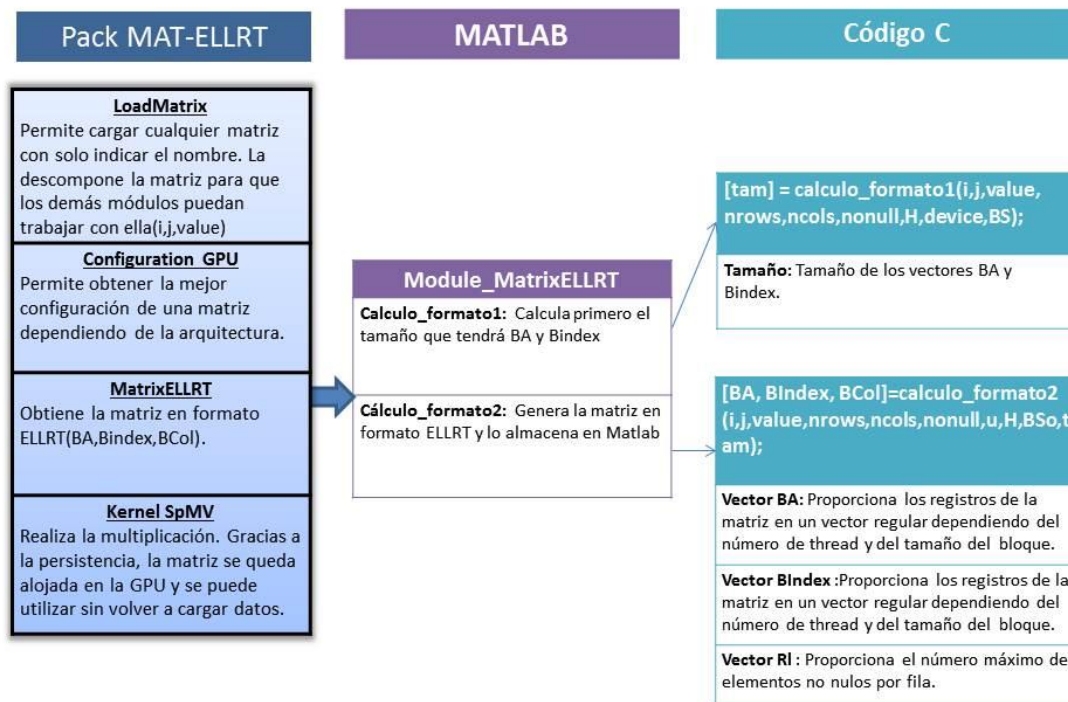 Pack MAT-ELLRT
LoadMatrix
Permite cargar cualquier matriz
con solo indicar el nombre. La
descompone la matriz para que
los demás módulos puedan
trabajar con ella(i,j,value)
Configuration GPU
Permite obtener la mejor
configuración de una matriz
dependiendo de la arquitectura.
MatrixELLRT
Obtiene la matriz en formato
ELLRT(BA,Bindex,BCol).
Kernel SpMV
Realiza la multiplicación. Gracias a
la persistencia, la matriz se queda
alojada en la GPU y se puede
utilizar sin volver a cargar datos.
MATLAB
Module_MatrixELLRT
Calculo_formato1: Calcula primero el
tamaño que tendrá BA y Bindex
Cálculo_formato2: Genera la matriz en
formato ELLRT y lo almacena en Matlab
Código C
[tam] = calculo_formato1(i,j,value,
nrows,ncols,nonull,H,device,BS);
Tamaño: Tamaño de los vectores BA y
Bindex.
[BA, BIndex, BCol]=calculo_formato2
(i,j,value,nrows,ncols,nonull,u,H,BSo,t
am);
Vector BA: Proporciona los registros de la
matriz en un vector regular dependiendo del
número de thread y del tamaño del bloque.
Vector BIndex :Proporciona los registros de la
matriz en un vector regular dependiendo del
número de thread y del tamaño del bloque.
Vector Rl : Proporciona el número máximo de
elementos no nulos por fila.